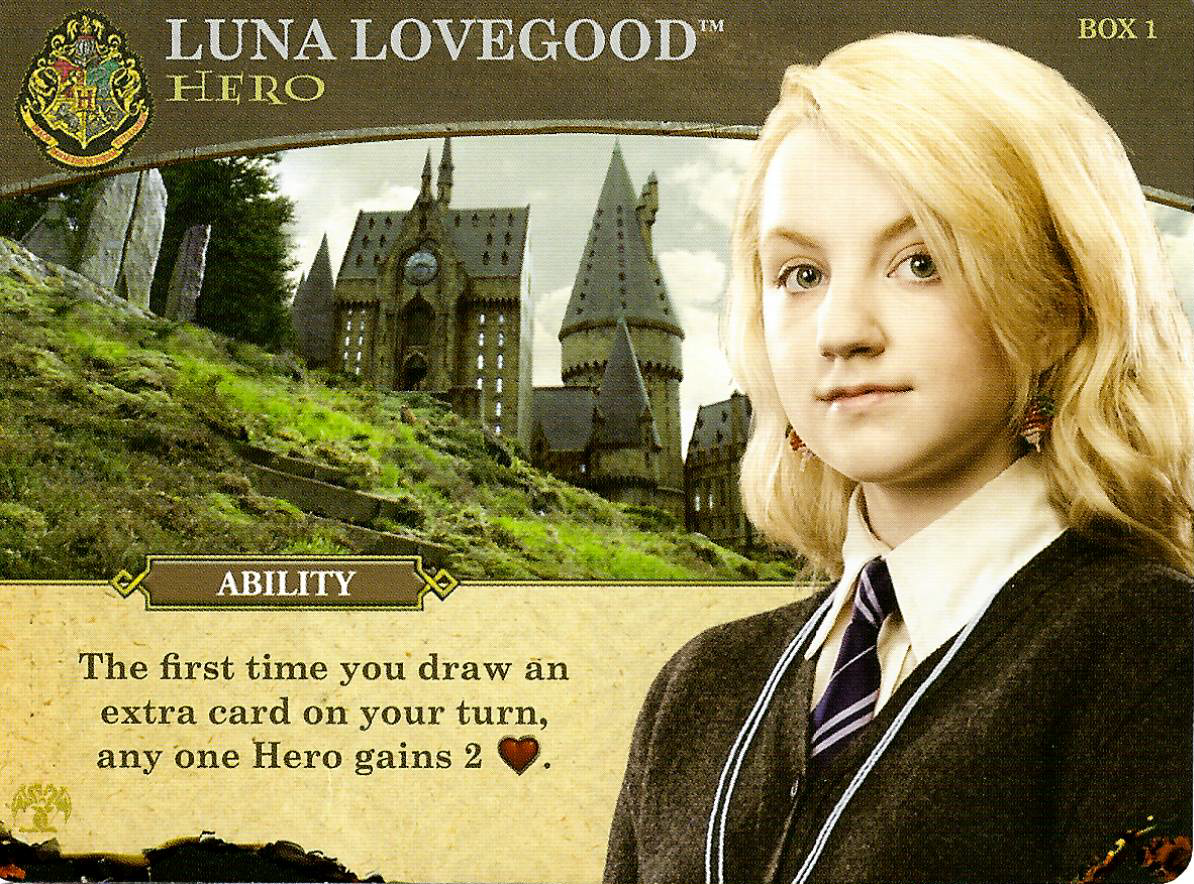 LUNA LOVEGOOD™
HERO
BOX 1
ABILITY
The first time you draw an
extra card on your turn,
any one Hero gains 2 ❤.